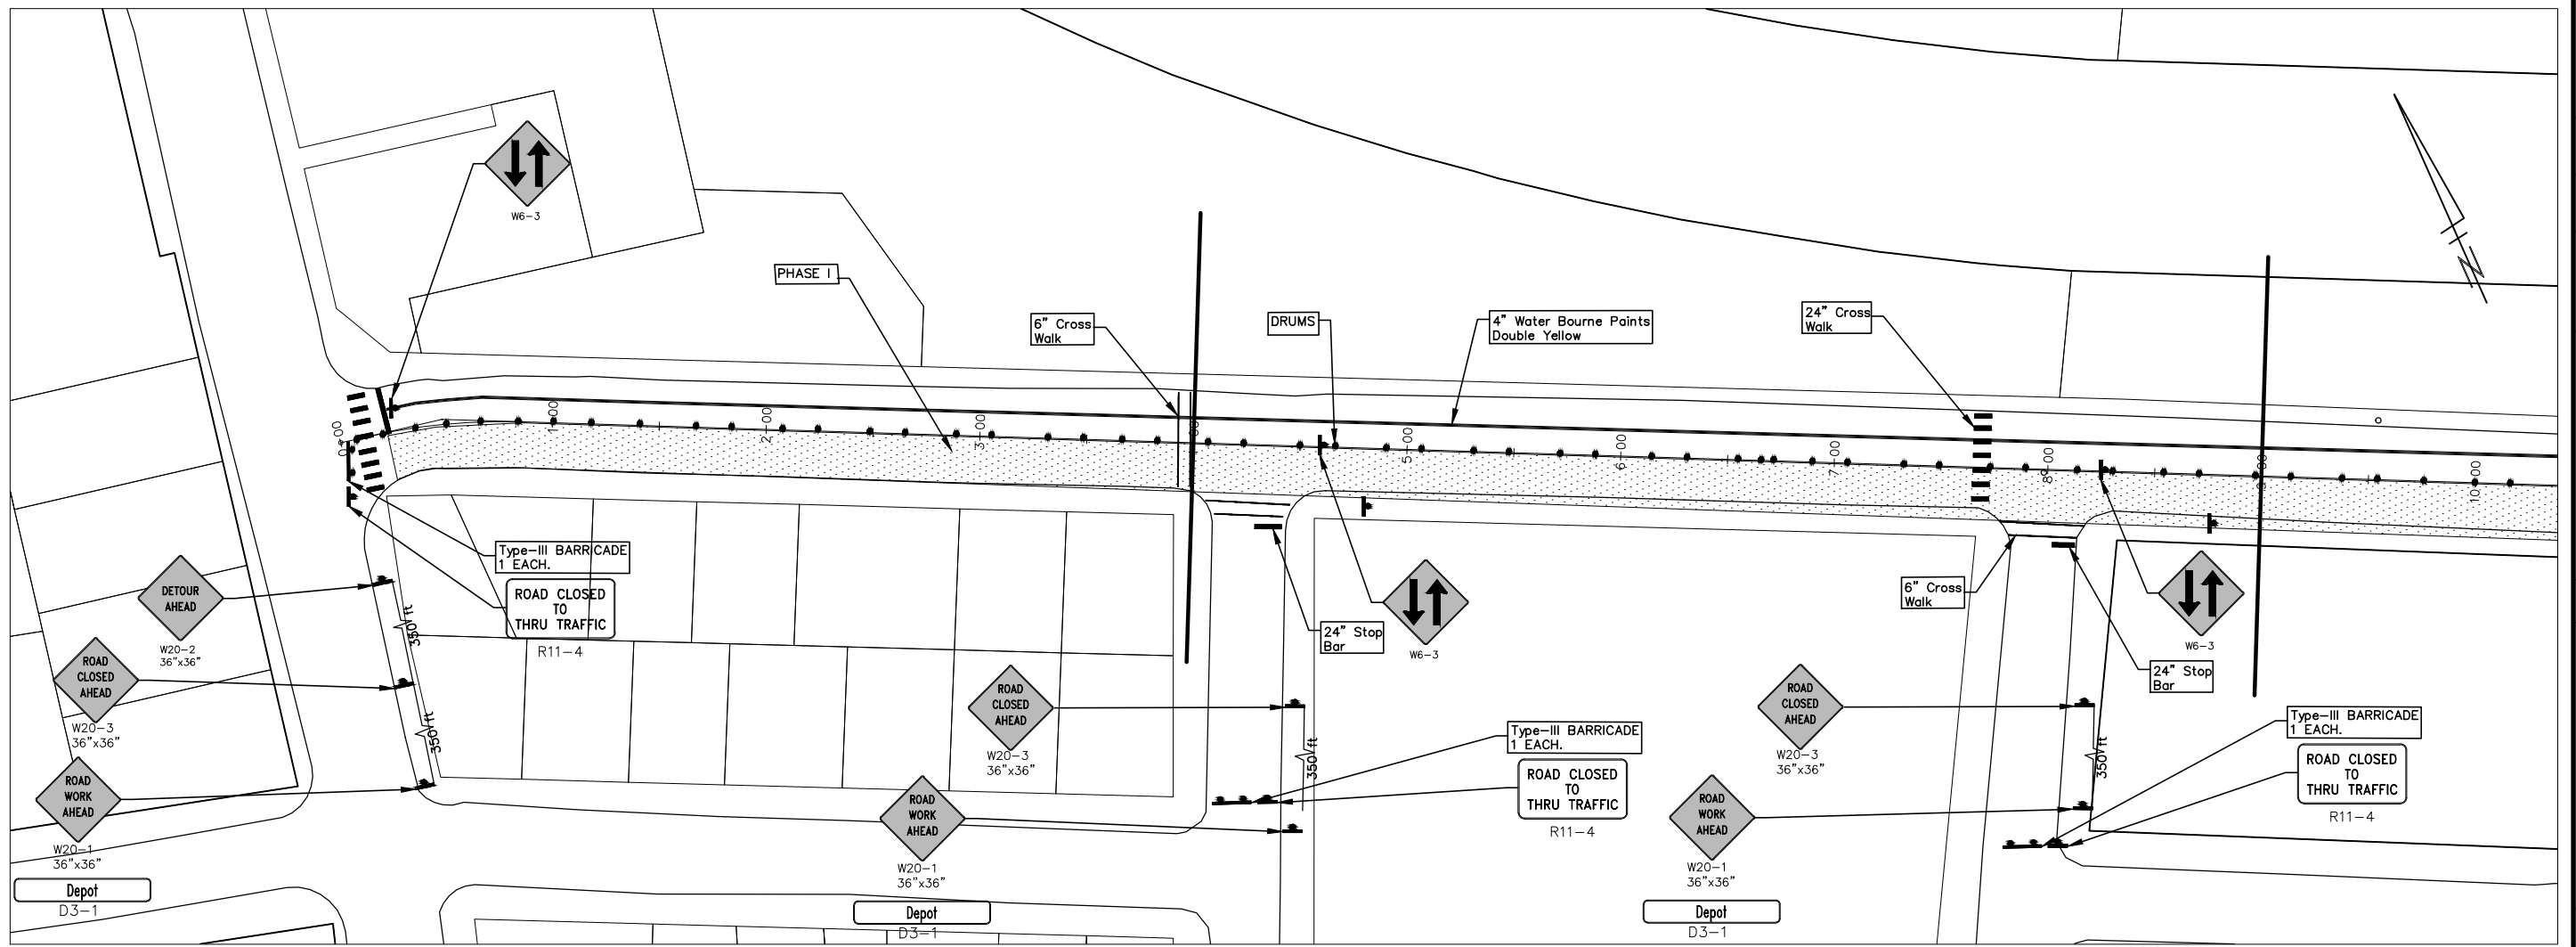 W6-3
PHASE I
6" Cross
Walk
DRUMS
4" Water Bourne Paints
Double Yellow
24" Cross
Walk
N
0+00
1+00
2+00
3+00
5+00
6+00
7+00
8+00
10+00
Type-III BARRICADE
1 EACH.
ROAD CLOSED
TO
THRU TRAFFIC
R11-4
DETOUR
AHEAD
W20-2
36"x36"
350 ft
ROAD
CLOSED
AHEAD
W20-3
36"x36"
350 ft
ROAD
WORK
AHEAD
W20-1
36"x36"
Depot
D3-1
24" Stop
Bar
W6-3
ROAD
CLOSED
AHEAD
W20-3
36"x36"
350 ft
ROAD
WORK
AHEAD
W20-1
36"x36"
Depot
D3-1
Type-III BARRICADE
1 EACH.
ROAD CLOSED
TO
THRU TRAFFIC
R11-4
6" Cross
Walk
W6-3
24" Stop
Bar
ROAD
CLOSED
AHEAD
W20-3
36"x36"
350 ft
ROAD
WORK
AHEAD
W20-1
36"x36"
Depot
D3-1
Type-III BARRICADE
1 EACH.
ROAD CLOSED
TO
THRU TRAFFIC
R11-4